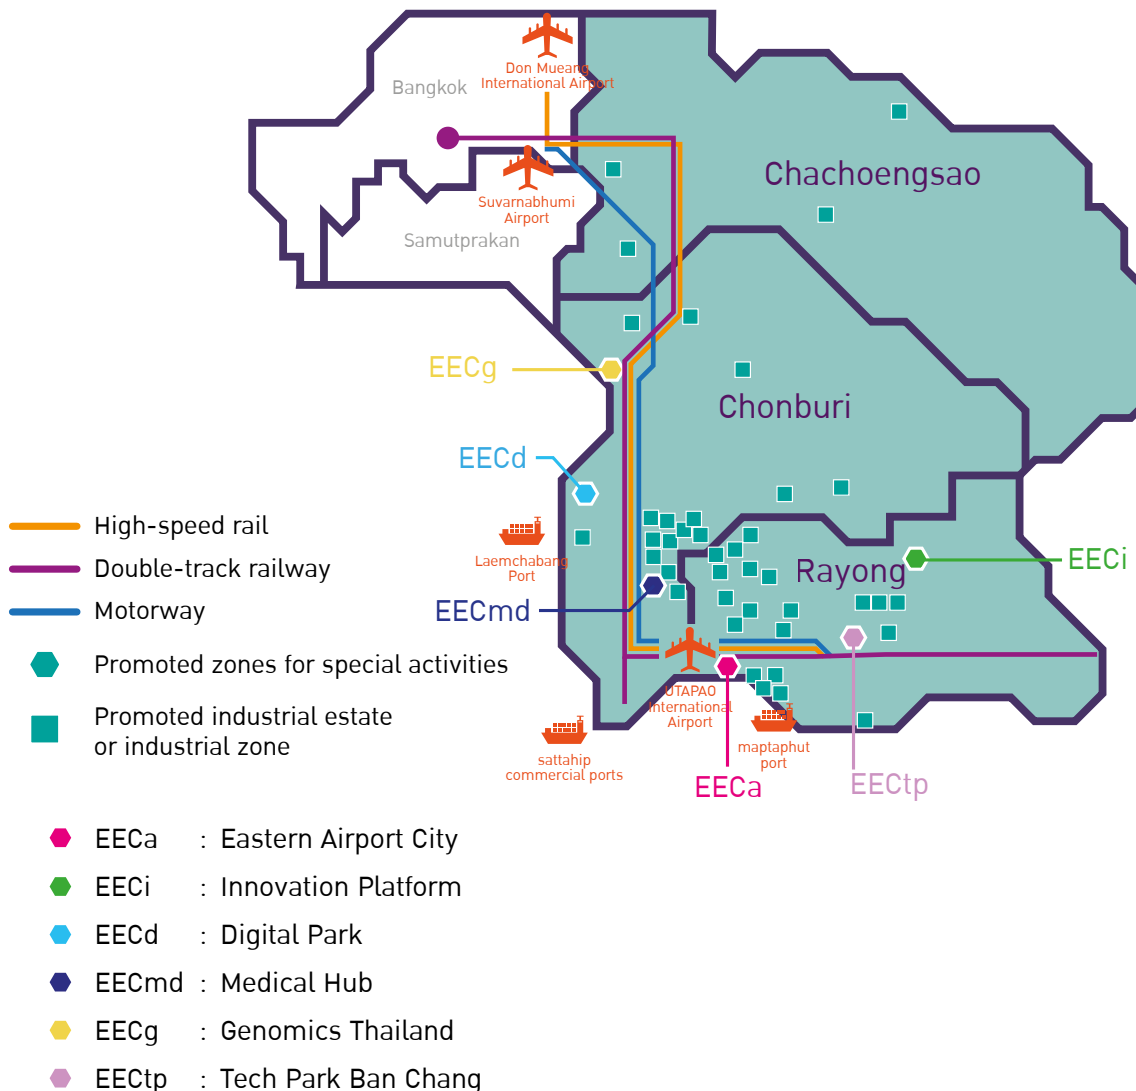 Don Mueang
International Airport
Bangkok
Chachoengsao
Suvarnabhumi
Airport
Samutprakan
EECg
Chonburi
EECd
High-speed rail
Laemchabang
Port
EECi
Double-track railway
Rayong
Motorway
EECmd
Promoted zones for special activities
UTAPAO
International
Airport
Promoted industrial estate
or industrial zone
sattahip
commercial ports
maptaphut
port
EECa
EECtp
EECa : Eastern Airport City
EECi : Innovation Platform
EECd : Digital Park
EECmd : Medical Hub
EECg : Genomics Thailand
EECtp : Tech Park Ban Chang